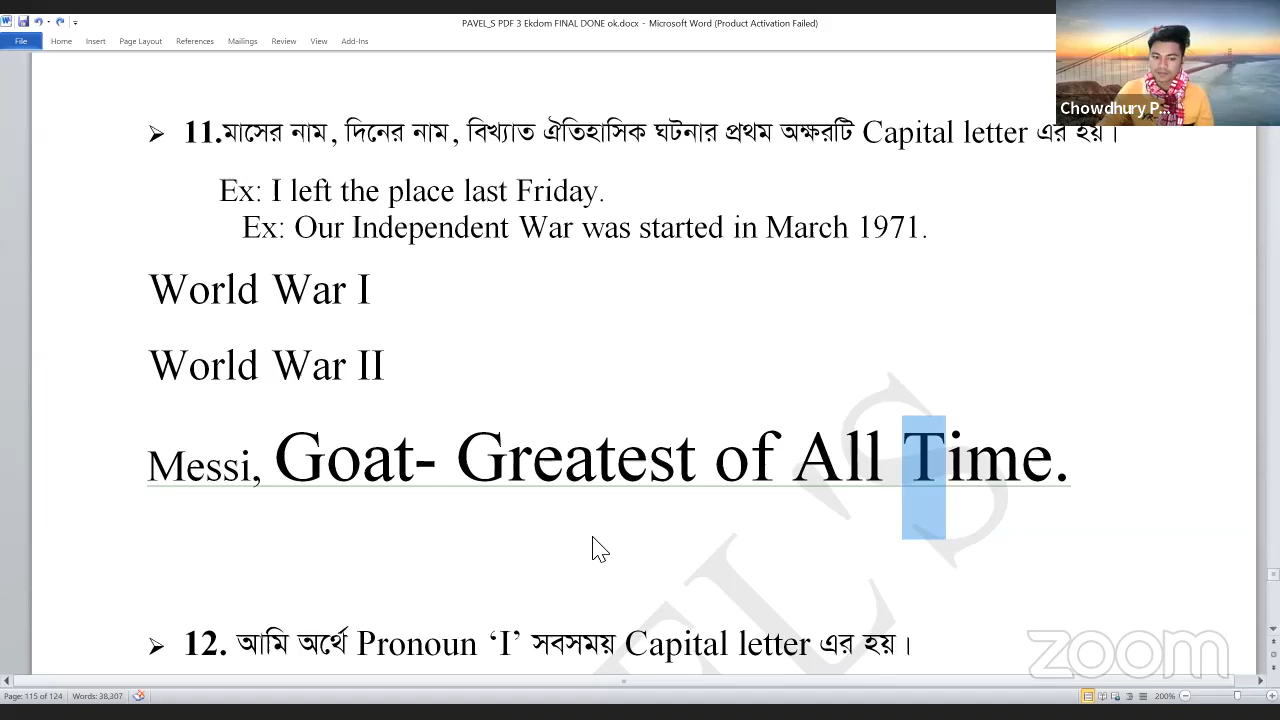 PAVEL_S PDF 3 Ekdom FINAL DONE ok.docx - Microsoft Word (Product Activation Failed)
File Home Insert Page Layout References Mailings Review View Add-Ins
Chowdhury P...
➢ 11.মাসের নাম, দিনের নাম, বিখ্যাত ঐতিহাসিক ঘটনার প্রথম অক্ষরটি Capital letter এর হয়।
Ex: I left the place last Friday.
Ex: Our Independent War was started in March 1971.
World War I
World War II
Messi, Goat- Greatest of All Time.
➢ 12. আমি অর্থে Pronoun ‘I’ সবসময় Capital letter এর হয়।
zoom
Page: 115 of 124 Words: 38,307 200%